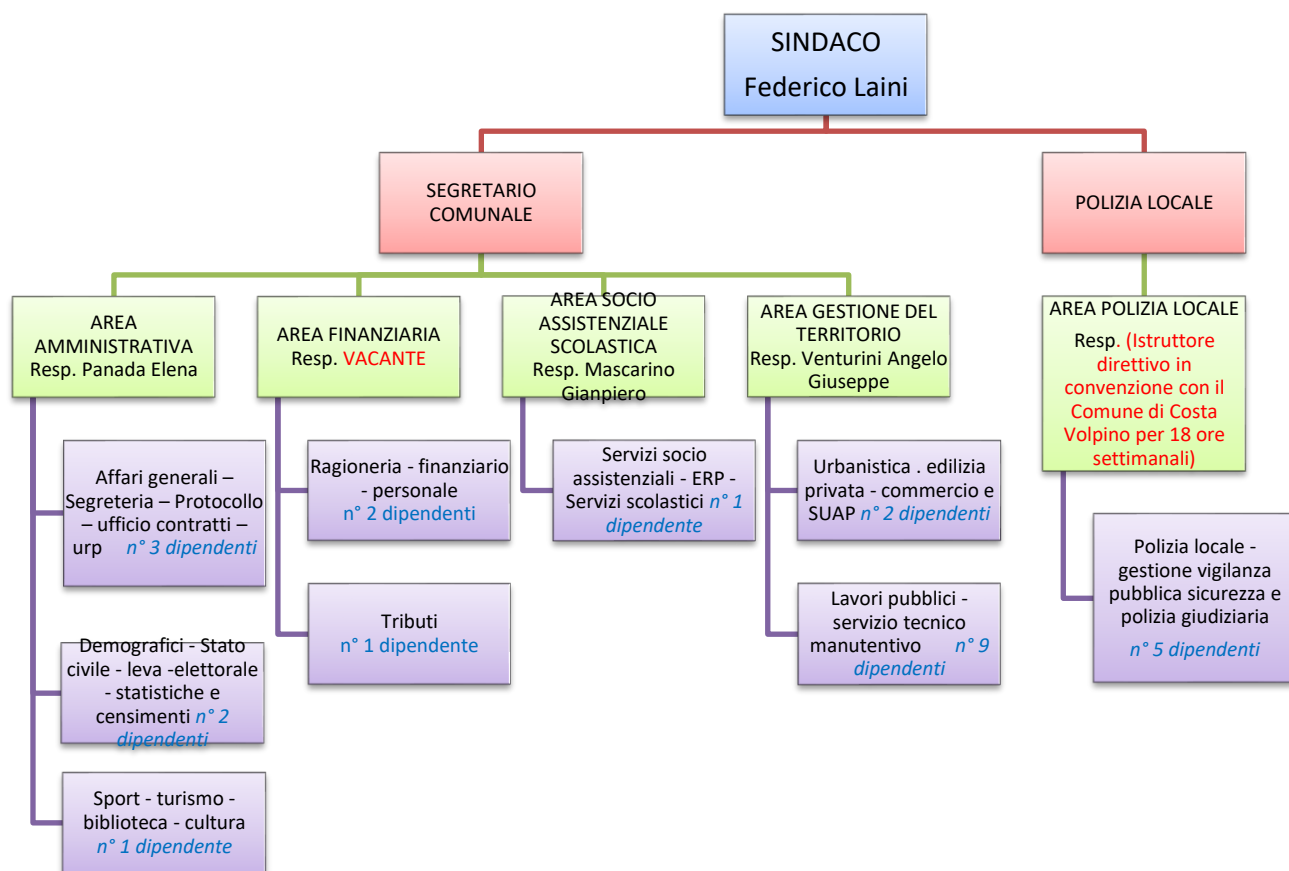 SINDACO
Federico Laini
SEGRETARIO
COMUNALE
POLIZIA LOCALE
AREA
AMMINISTRATIVA
Resp. Panada Elena
AREA FINANZIARIA
Resp. VACANTE
AREA SOCIO
ASSISTENZIALE
SCOLASTICA
Resp. Mascarino
Gianpiero
AREA GESTIONE DEL
TERRITORIO
Resp. Venturini Angelo
Giuseppe
AREA POLIZIA LOCALE
Resp. (Istruttore
direttivo in
convenzione con il
Comune di Costa
Volpino per 18 ore
settimanali)
Affari generali –
Segreteria – Protocollo
– ufficio contratti –
urp n° 3 dipendenti
Demografici - Stato
civile - leva -elettorale
- statistiche e
censimenti n° 2
dipendenti
Sport - turismo -
biblioteca - cultura
n° 1 dipendente
Ragioneria - finanziario
- personale
n° 2 dipendenti
Tributi
n° 1 dipendente
Servizi socio
assistenziali - ERP -
Servizi scolastici n° 1
dipendente
Urbanistica . edilizia
privata - commercio e
SUAP n° 2 dipendenti
Lavori pubblici -
servizio tecnico
manutentivo n° 9
dipendenti
Polizia locale -
gestione vigilanza
pubblica sicurezza e
polizia giudiziaria
n° 5 dipendenti